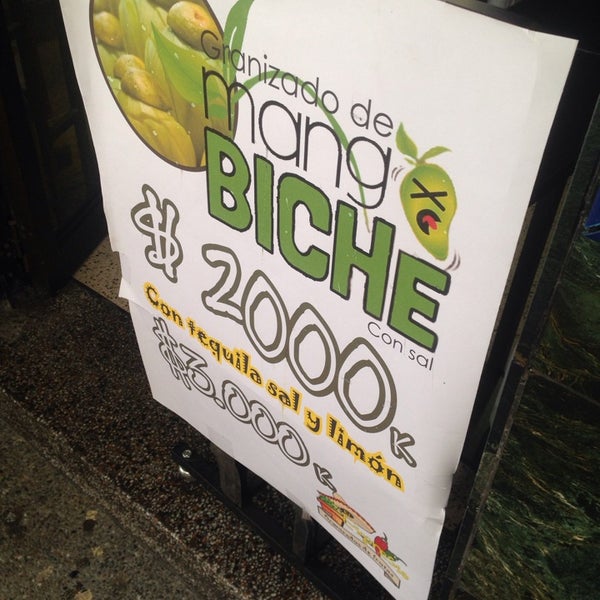 Granizado de
mang
BICHE
Con sal
$ 2000
Con tequila sal y limón
$3.000